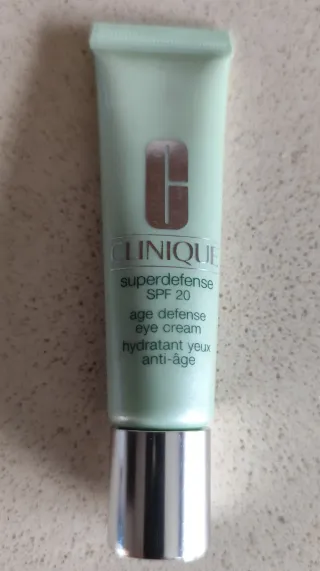 CLINIQUE
superdefense
SPF 20
age defense
eye cream
hydratant yeux
anti-âge